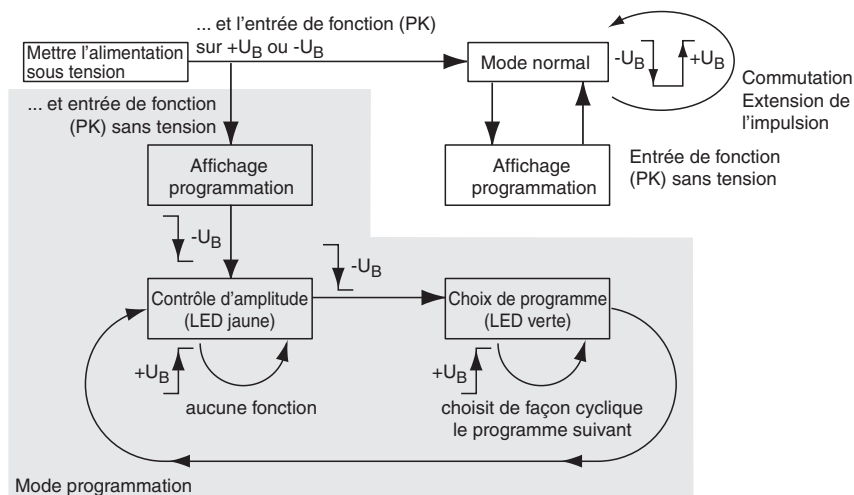 ... et l'entrée de fonction (PK)
sur +UB ou -UB
Mettre l'alimentation
sous tension
Mode normal
-UB
+UB
Commutation
Extension de
l'impulsion
... et entrée de fonction
(PK) sans tension
Affichage
programmation
Affichage
programmation
Entrée de fonction
(PK) sans tension
-UB
-UB
Contrôle d'amplitude
(LED jaune)
Choix de programme
(LED verte)
+UB
aucune fonction
+UB
choisit de façon cyclique
le programme suivant
Mode programmation